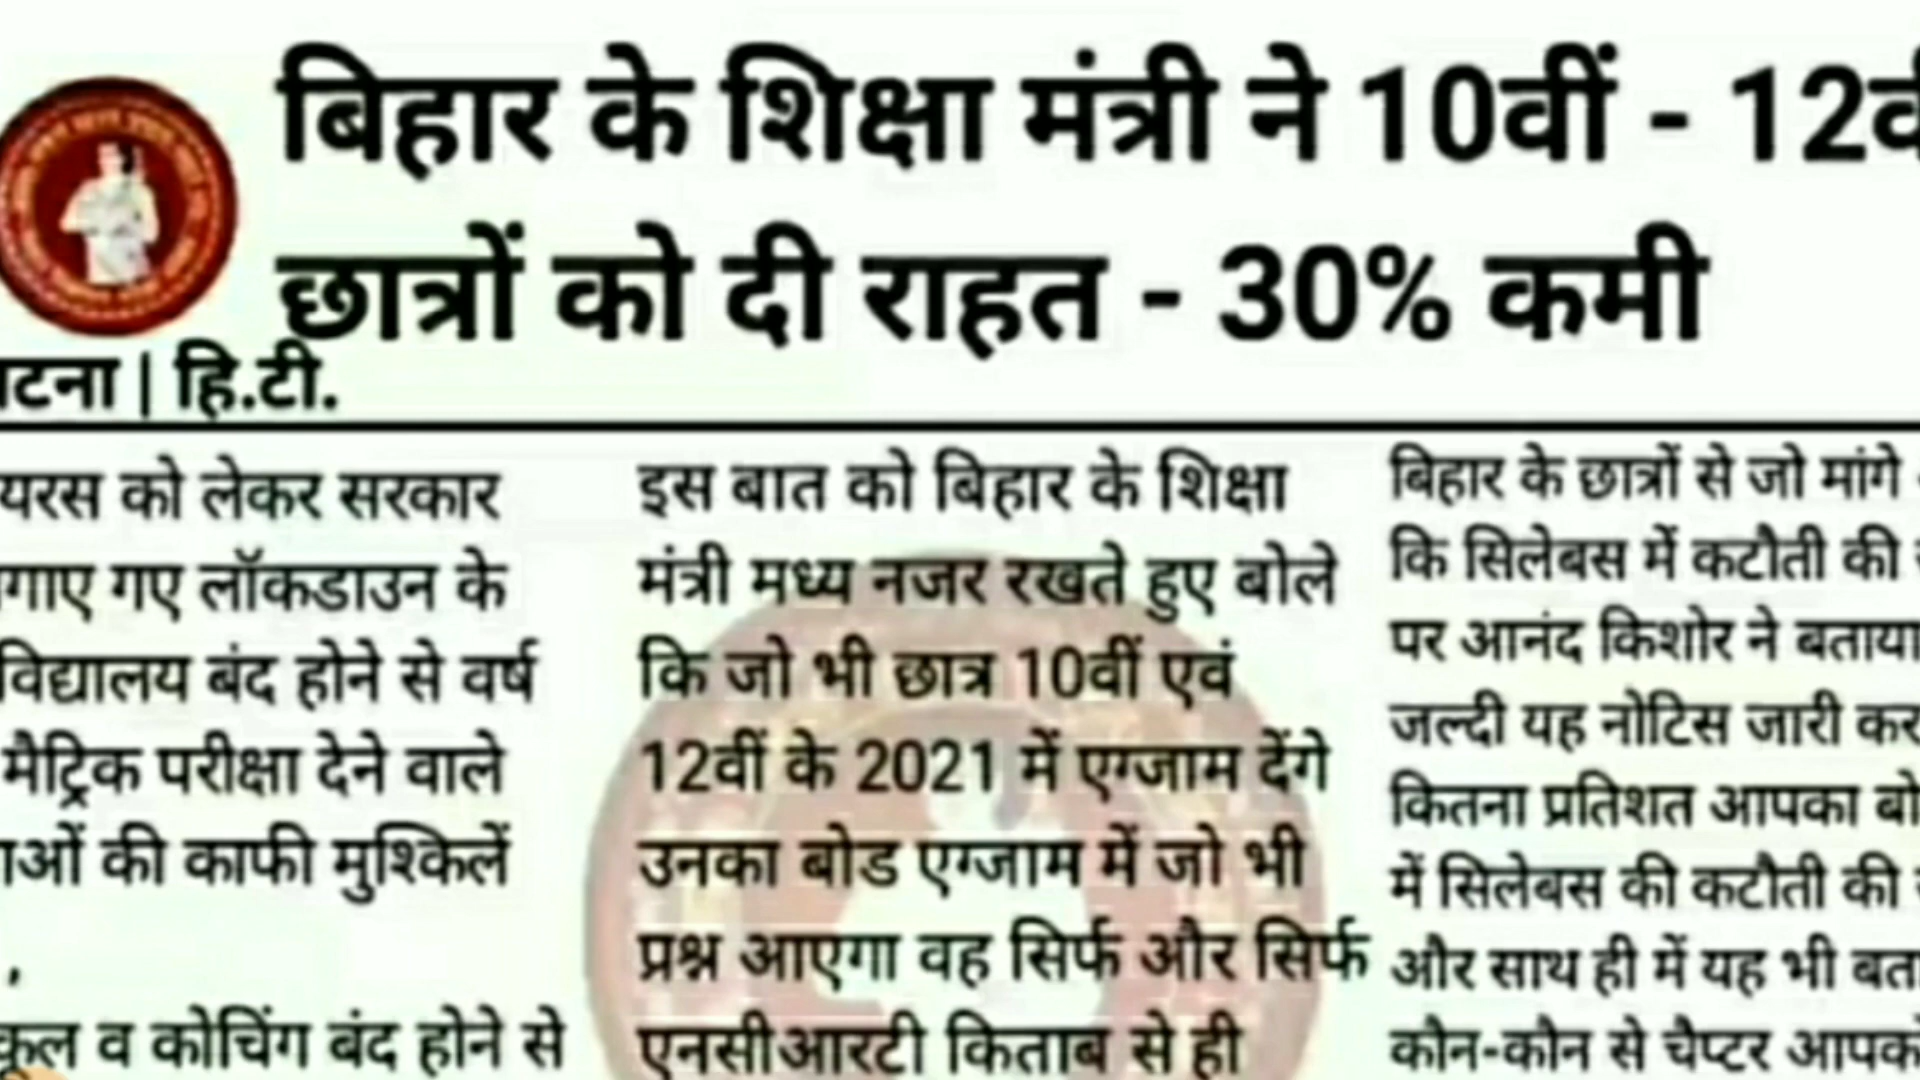 बिहार के शिक्षा मंत्री ने 10वीं - 12वीं
छात्रों को दी राहत - 30% कमी
पटना | हि.टी.
यरस को लेकर सरकार
गाए गए लॉकडाउन के
विद्यालय बंद होने से वर्ष
मैट्रिक परीक्षा देने वाले
ाओं की काफी मुश्किलें
,
कूल व कोचिंग बंद होने से
इस बात को बिहार के शिक्षा
मंत्री मध्य नजर रखते हुए बोले
कि जो भी छात्र 10वीं एवं
12वीं के 2021 में एग्जाम देंगे
उनका बोड एग्जाम में जो भी
प्रश्न आएगा वह सिर्फ और सिर्फ
एनसीआरटी किताब से ही
बिहार के छात्रों से जो मांगे
कि सिलेबस में कटौती की
पर आनंद किशोर ने बताया
जल्दी यह नोटिस जारी कर
कितना प्रतिशत आपका बो
में सिलेबस की कटौती की
और साथ ही में यह भी बता
कौन-कौन से चैप्टर आपको